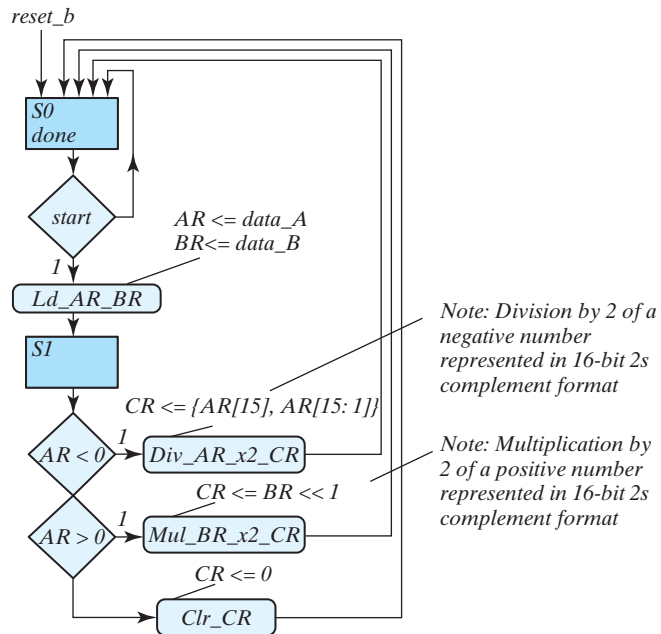 reset_b
S0
done
start
AR <= data_A
BR<= data_B
1
Ld_AR_BR
S1
Note: Division by 2 of a
negative number
represented in 16-bit 2s
complement format
CR <= {AR[15], AR[15: 1]}
AR < 0
1
Div_AR_x2_CR
Note: Multiplication by
2 of a positive number
represented in 16-bit 2s
complement format
CR <= BR << 1
AR > 0
1
Mul_BR_x2_CR
CR <= 0
Clr_CR